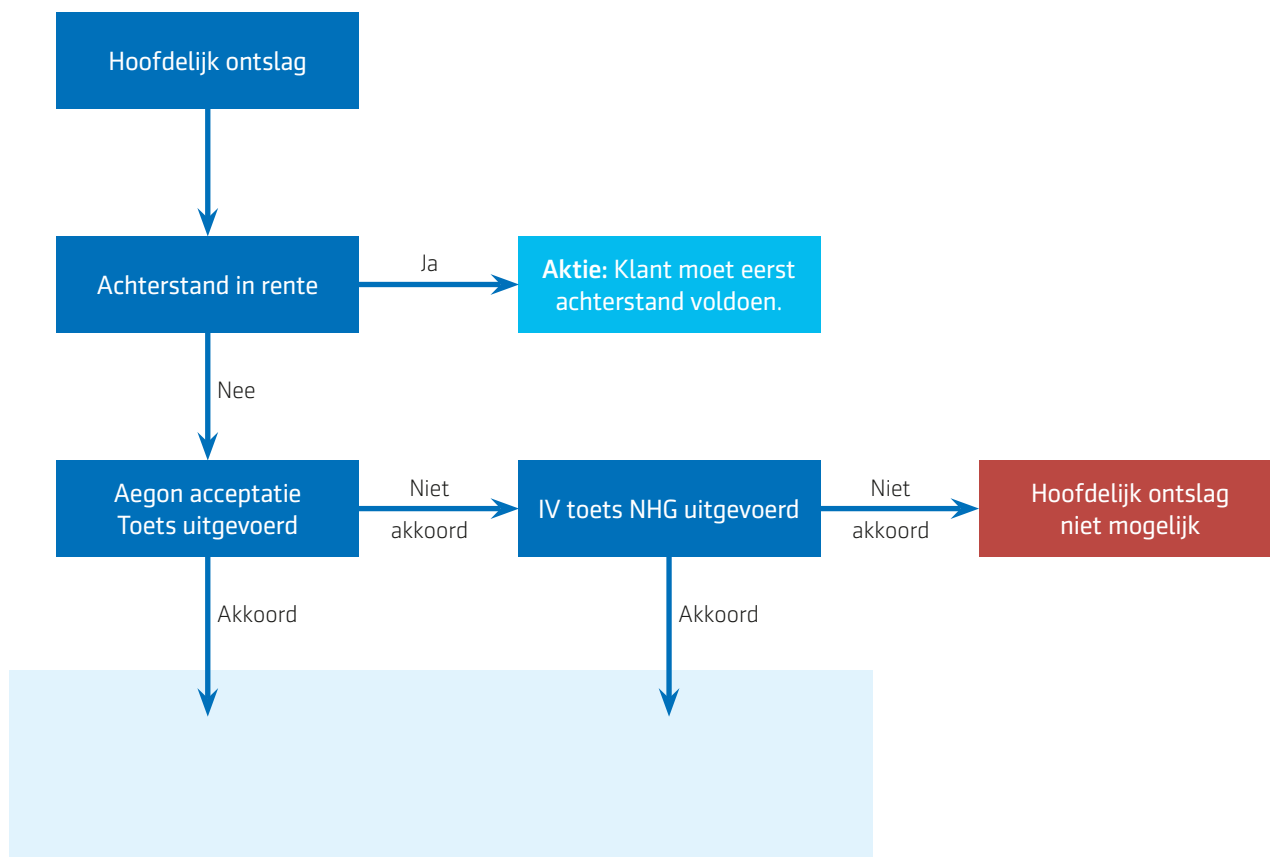 Hoofdelijk ontslag
Achterstand in rente
Ja
Aktie: Klant moet eerst
achterstand voldoen.
Nee
Aegon acceptatie
Toets uitgevoerd
Niet
akkoord
IV toets NHG uitgevoerd
Niet
akkoord
Hoofdelijk ontslag
niet mogelijk
Akkoord
Akkoord